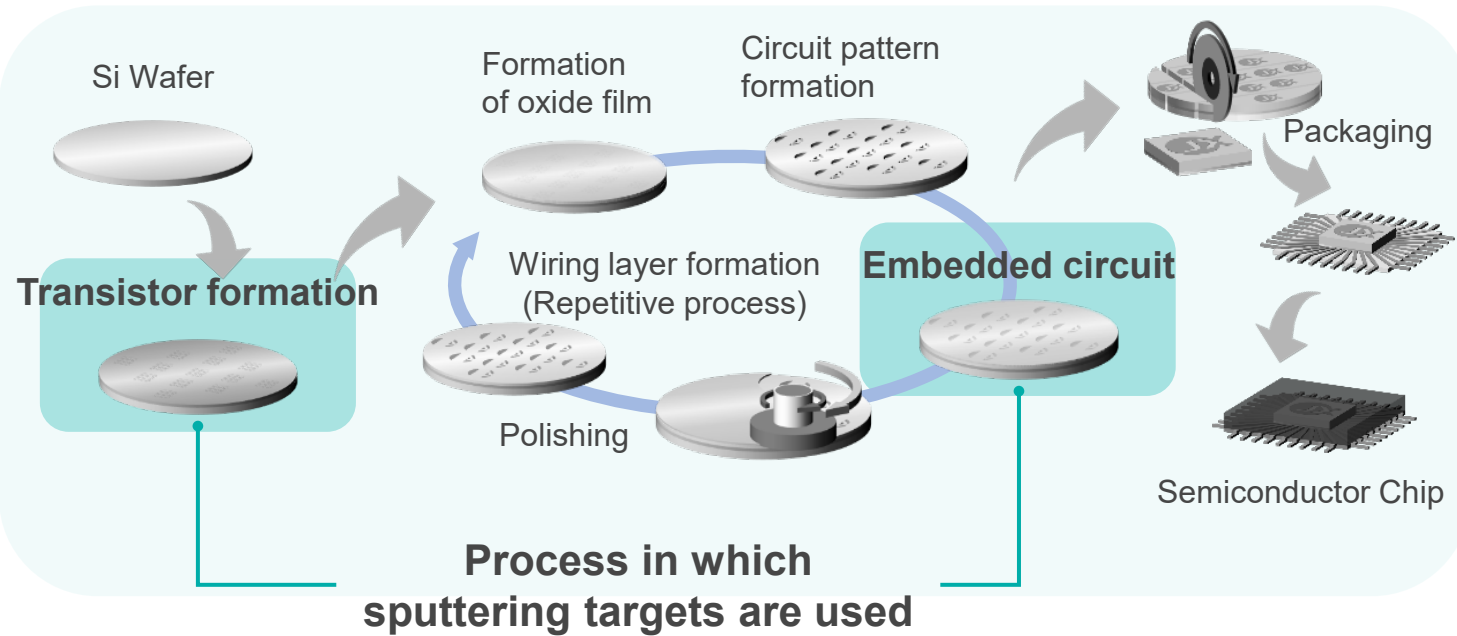 Si Wafer
Transistor formation
Formation
of oxide film
Circuit pattern
formation
Wiring layer formation
(Repetitive process)
Embedded circuit
Polishing
Packaging
Semiconductor Chip
Process in which
sputtering targets are used